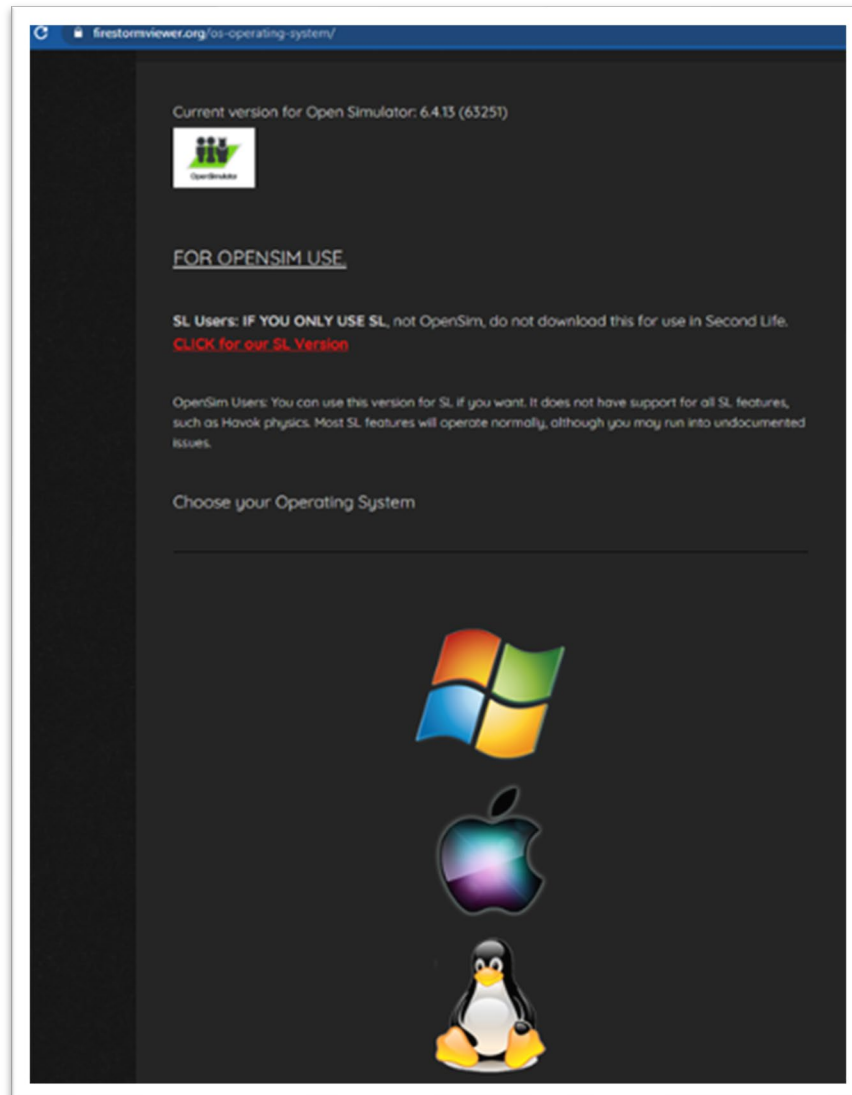 firestormviewer.org/os-operating-system/
Current version for Open Simulator: 6.4.13 (63251)
OpenSimulator
FOR OPENSIM USE.
SL Users: IF YOU ONLY USE SL, not OpenSim, do not download this for use in Second Life.
CLICK for our SL Version
OpenSim Users: You can use this version for SL if you want. It does not have support for all SL features,
such as Havok physics. Most SL features will operate normally, although you may run into undocumented
issues.
Choose your Operating System